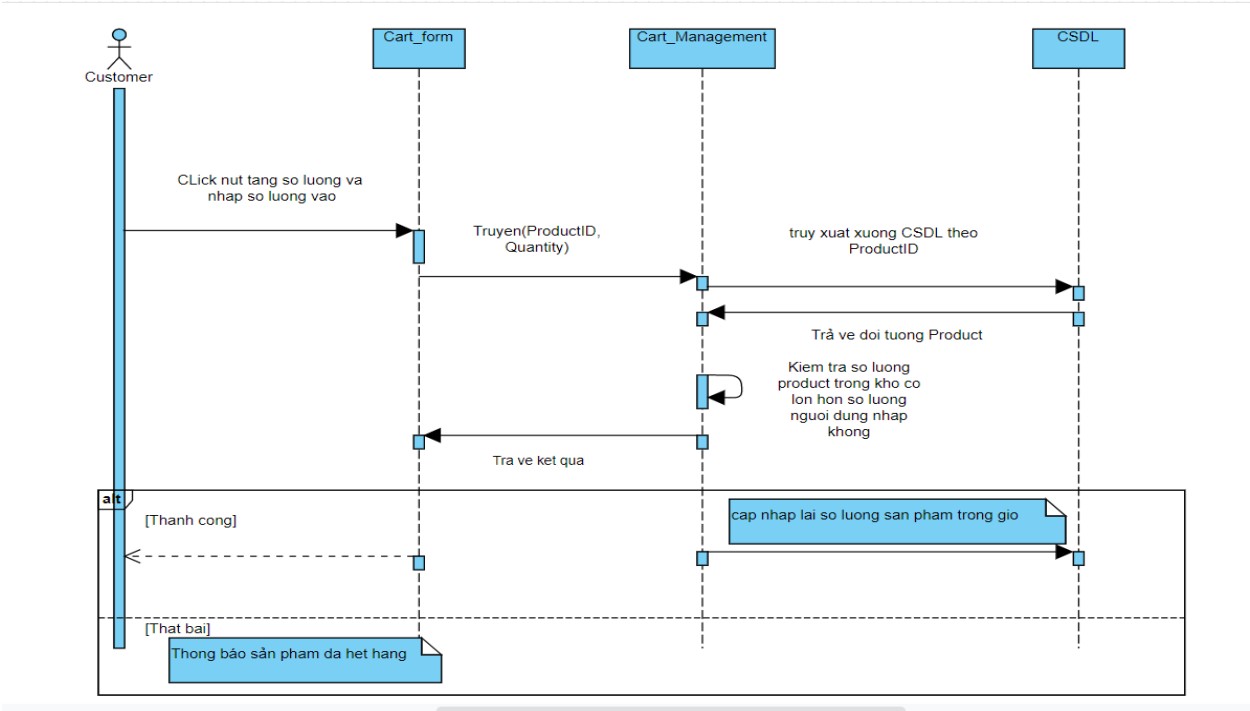 Cart_form
Cart_Management
CSDL
Customer
CLick nut tang so luong va
nhap so luong vao
Truyen(ProductID,
Quantity)
truy xuat xuong CSDL theo
ProductID
Trả ve doi tuong Product
Kiem tra so luong
product trong kho co
lon hon so luong
nguoi dung nhap
khong
Tra ve ket qua
alt
[Thanh cong]
cap nhap lai so luong san pham trong gio
[That bai]
Thong báo sản pham da het hang